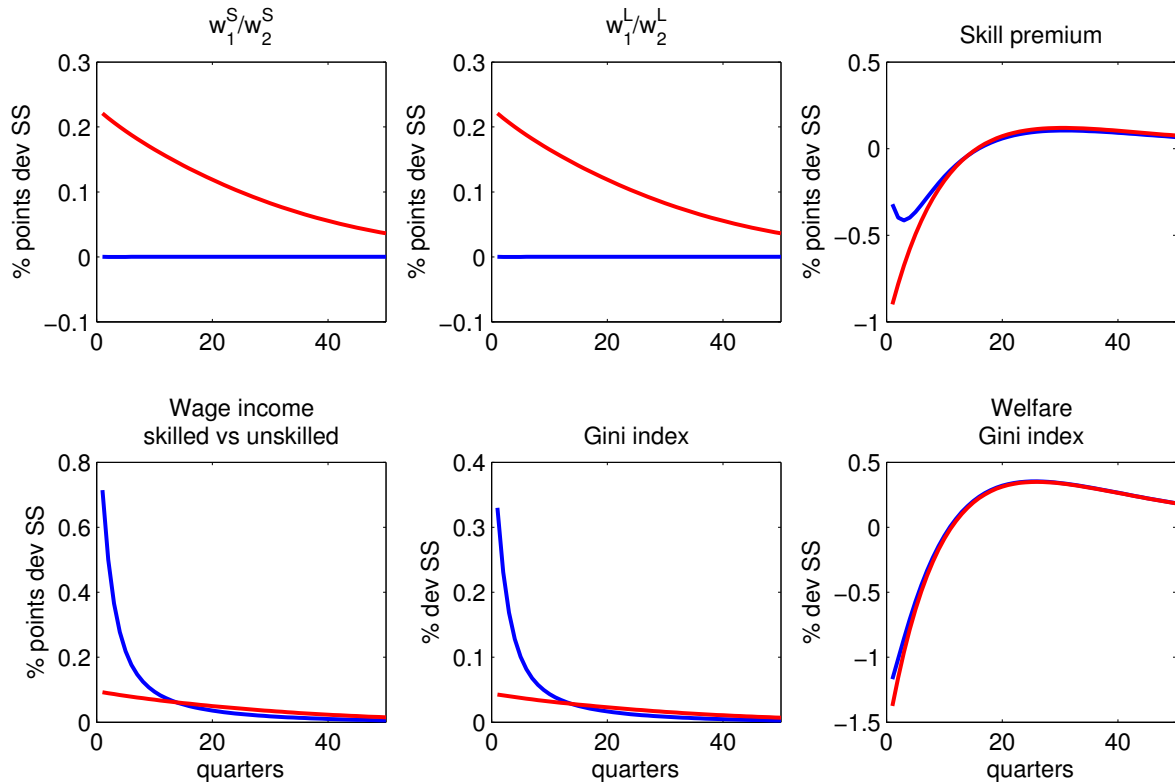 w₁ˢ/w₂ˢ
% points dev SS
0.3
0.2
0.1
0
−0.1
0
20
40
w₁ᴸ/w₂ᴸ
% points dev SS
0.3
0.2
0.1
0
−0.1
0
20
40
Skill premium
% points dev SS
0.5
0
−0.5
−1
0
20
40
Wage income
skilled vs unskilled
% points dev SS
0.8
0.6
0.4
0.2
0
0
20
40
quarters
Gini index
% dev SS
0.4
0.3
0.2
0.1
0
0
20
40
quarters
Welfare
Gini index
% dev SS
0.5
0
−0.5
−1
−1.5
0
20
40
quarters